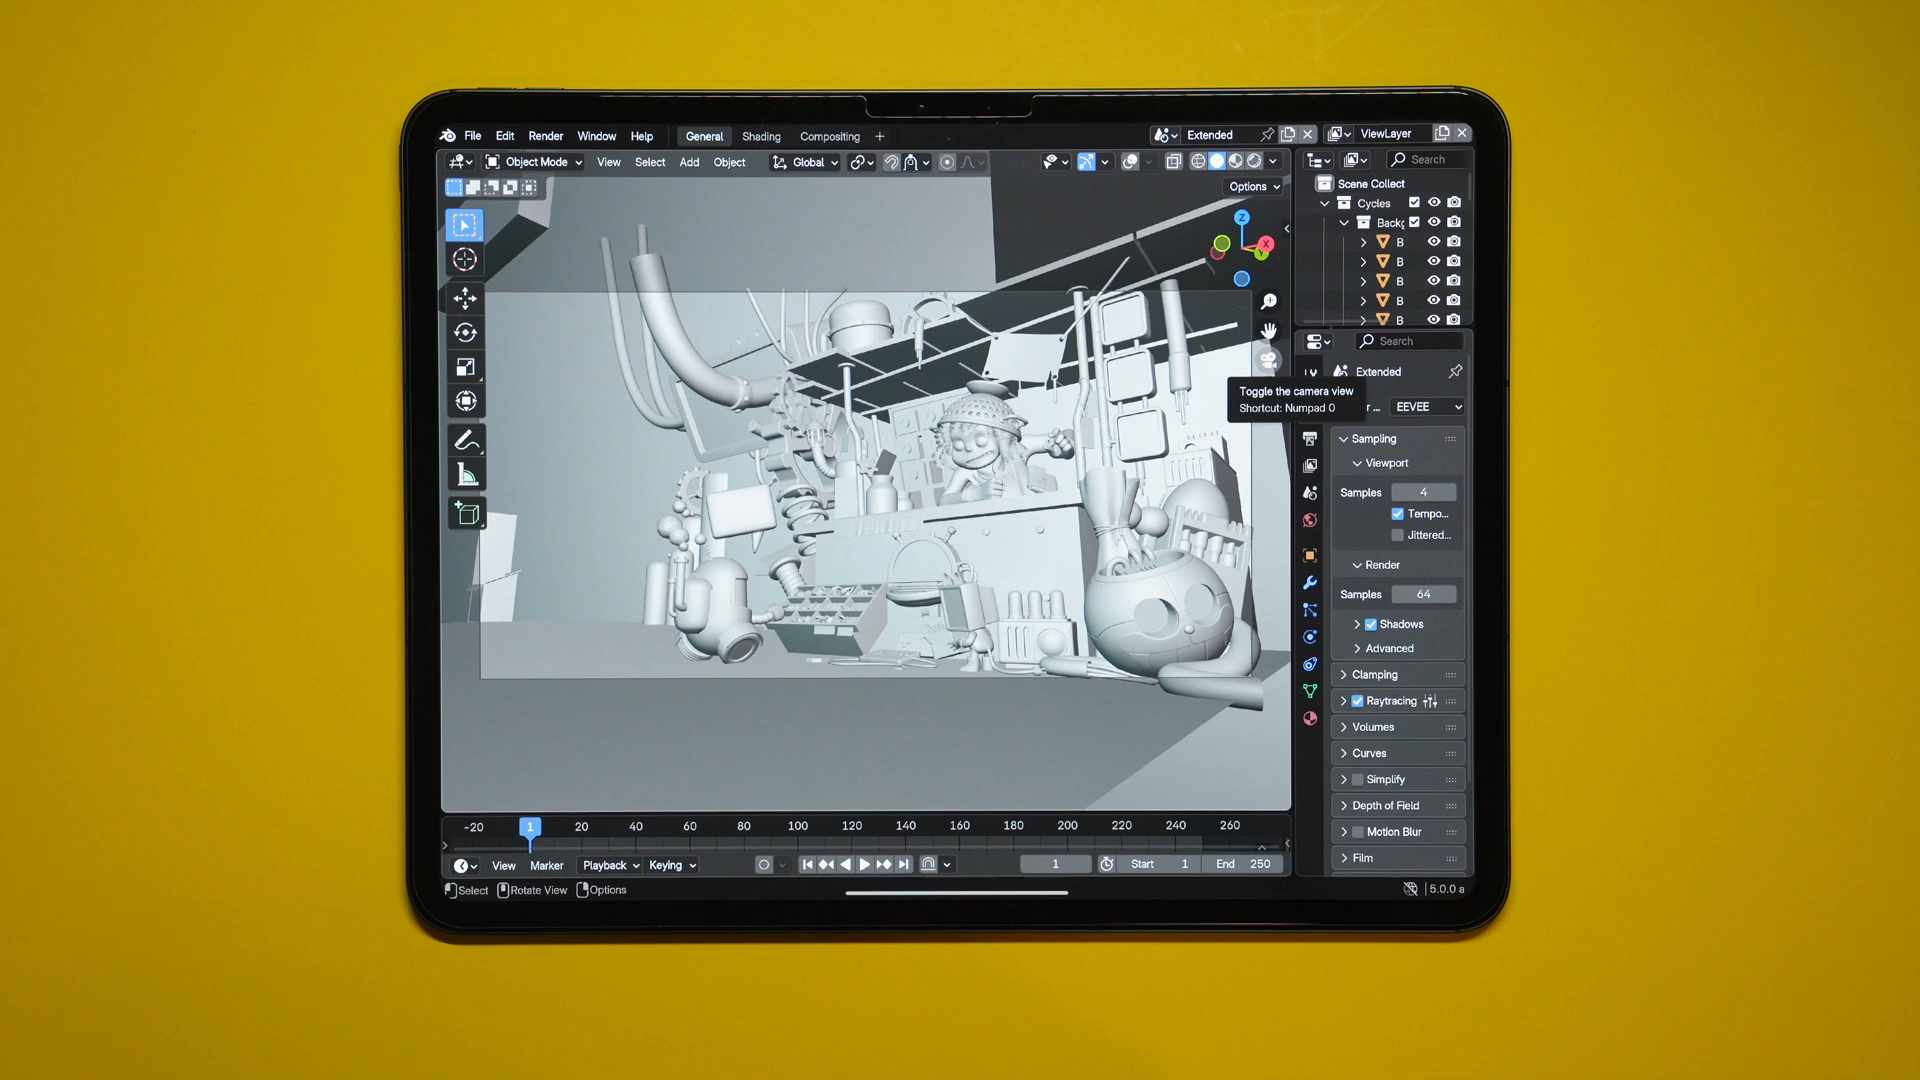 File Edit Render Window Help General Shading Compositing + Extended ViewLayer
Object Mode View Select Add Object Global Search
Options
Scene Collect
Cycles
Backg
B
B
B
B
B
Z
X
Y
Search
Extended
Toggle the camera view
Shortcut: Numpad 0
r ... EEVEE
Sampling
Viewport
Samples 4
Tempo...
Jittered...
Render
Samples 64
Shadows
Advanced
Clamping
Raytracing
Volumes
Curves
Simplify
Depth of Field
Motion Blur
Film
-20 1 20 40 60 80 100 120 140 160 180 200 220 240 260
View Marker Playback Keying 1 Start 1 End 250
Select Rotate View Options 5.0.0 a